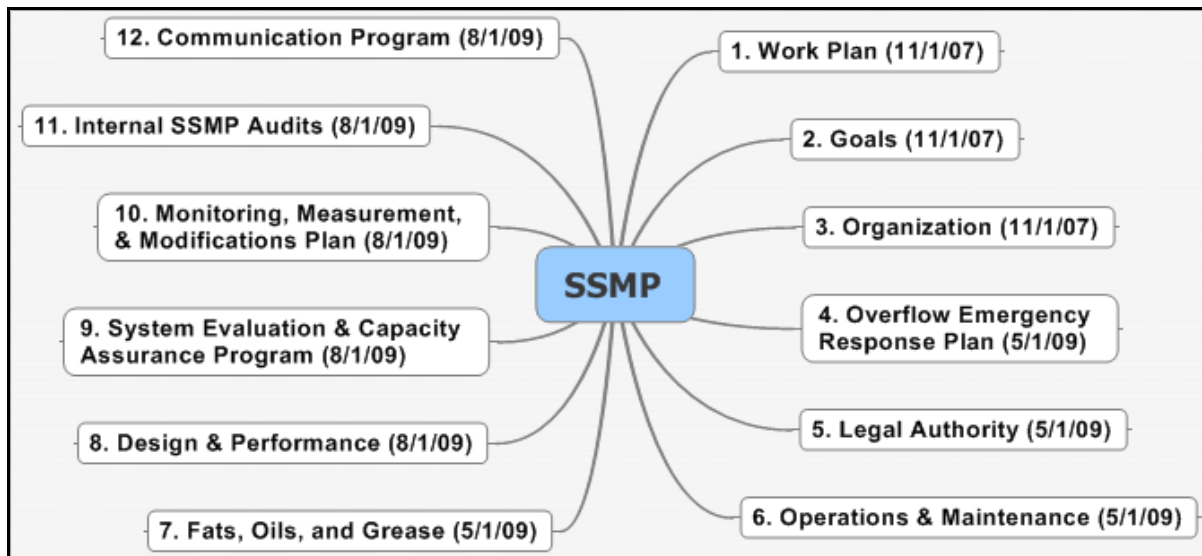 12. Communication Program (8/1/09)
1. Work Plan (11/1/07)
11. Internal SSMP Audits (8/1/09)
2. Goals (11/1/07)
10. Monitoring, Measurement,
& Modifications Plan (8/1/09)
3. Organization (11/1/07)
SSMP
9. System Evaluation & Capacity
Assurance Program (8/1/09)
4. Overflow Emergency
Response Plan (5/1/09)
8. Design & Performance (8/1/09)
5. Legal Authority (5/1/09)
7. Fats, Oils, and Grease (5/1/09)
6. Operations & Maintenance (5/1/09)